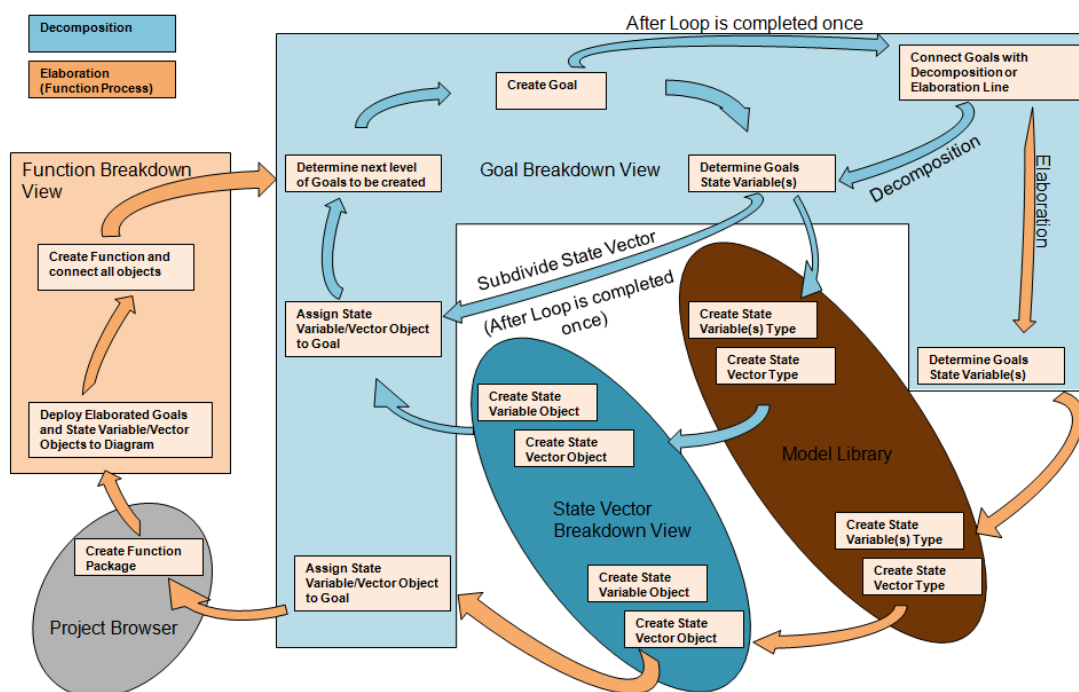 Decomposition
Elaboration
(Function Process)
After Loop is completed once
Create Goal
Connect Goals with
Decomposition or
Elaboration Line
Function Breakdown
View
Determine next level
of Goals to be created
Goal Breakdown View
Determine Goals
State Variable(s)
Decomposition
Elaboration
Create Function and
connect all objects
Subdivide State Vector
(After Loop is completed
once)
Assign State
Variable/Vector Object
to Goal
Create State
Variable(s) Type
Create State
Vector Type
Determine Goals
State Variable(s)
Deploy Elaborated Goals
and State Variable/Vector
Objects to Diagram
Create State
Variable Object
Create State
Vector Object
Model Library
State Vector
Breakdown View
Create State
Variable(s) Type
Create State
Vector Type
Create Function
Package
Assign State
Variable/Vector Object
to Goal
Create State
Variable Object
Create State
Vector Object
Project Browser